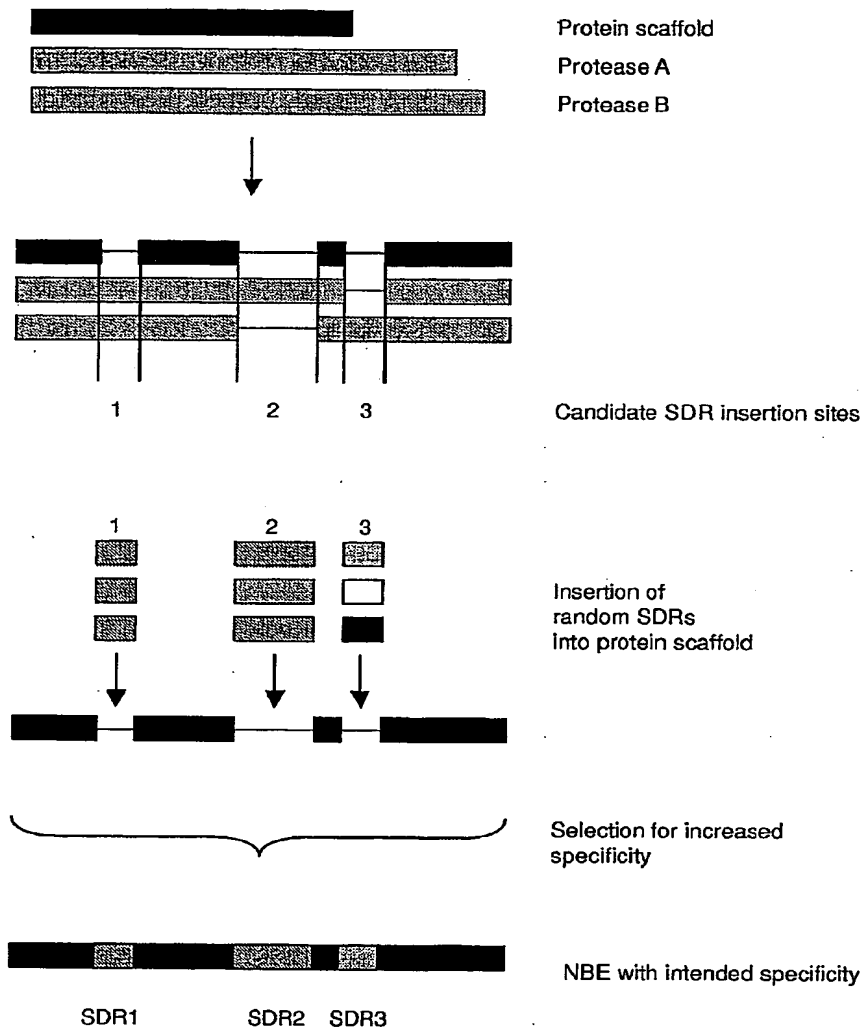 Protein scaffold
Protease A
Protease B
1 2 3
Candidate SDR insertion sites
1 2 3
Insertion of
random SDRs
into protein scaffold
Selection for increased
specificity
NBE with intended specificity
SDR1 SDR2 SDR3